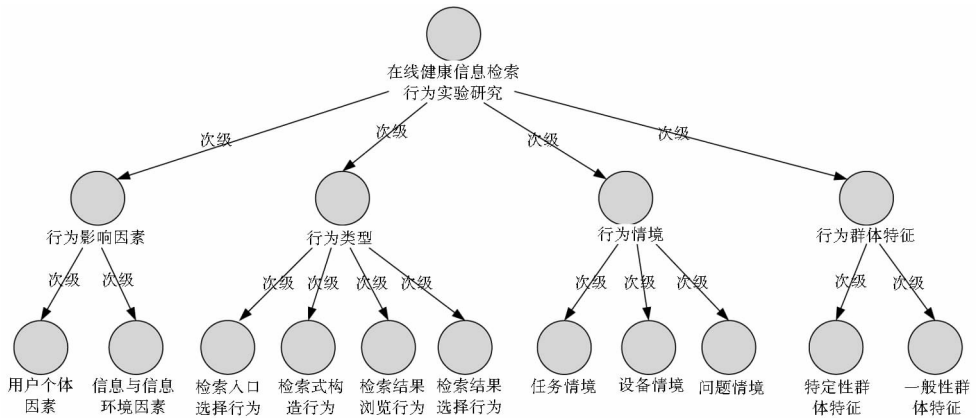 在线健康信息检索
行为实验研究
次级
次级
次级
次级
行为影响因素
行为类型
行为情境
行为群体特征
次级
次级
次级
次级
次级
次级
次级
次级
次级
次级
次级
用户个体
因素
信息与信息
环境因素
检索入口
选择行为
检索式构
造行为
检索结果
浏览行为
检索结果
选择行为
任务情境
设备情境
问题情境
特定性群
体特征
一般性群
体特征